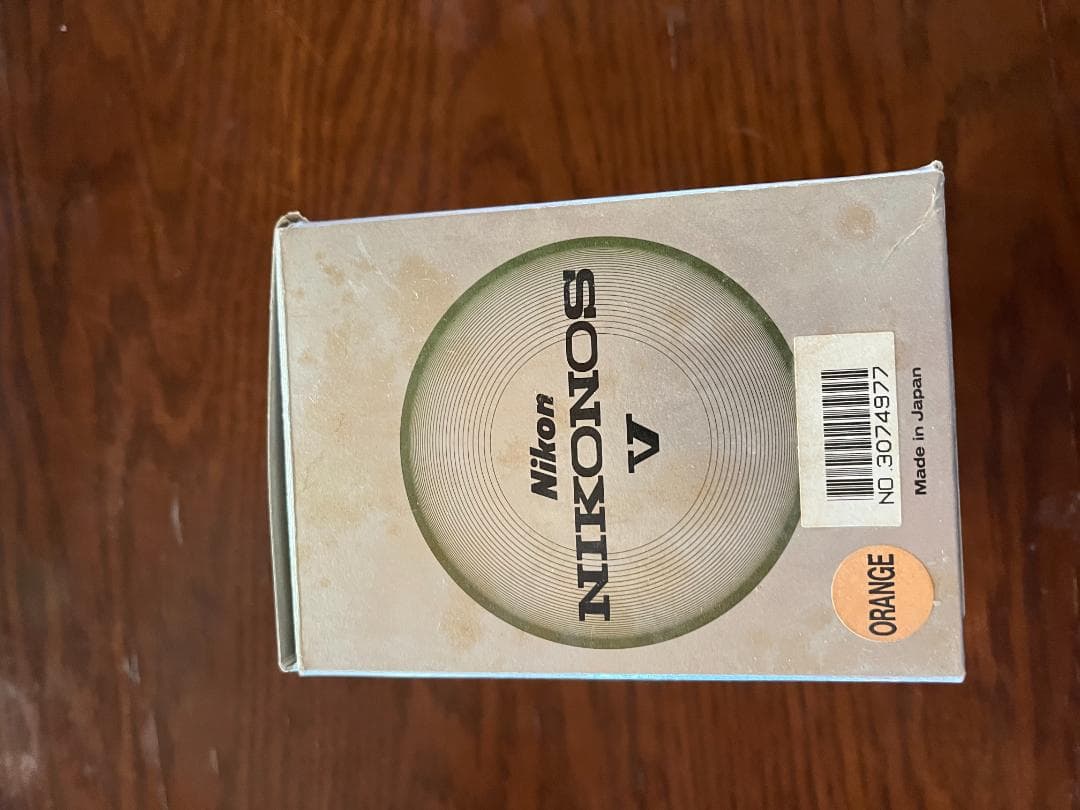 Nikon
NIKONOS
V
NO.3074977
Made in Japan
ORANGE